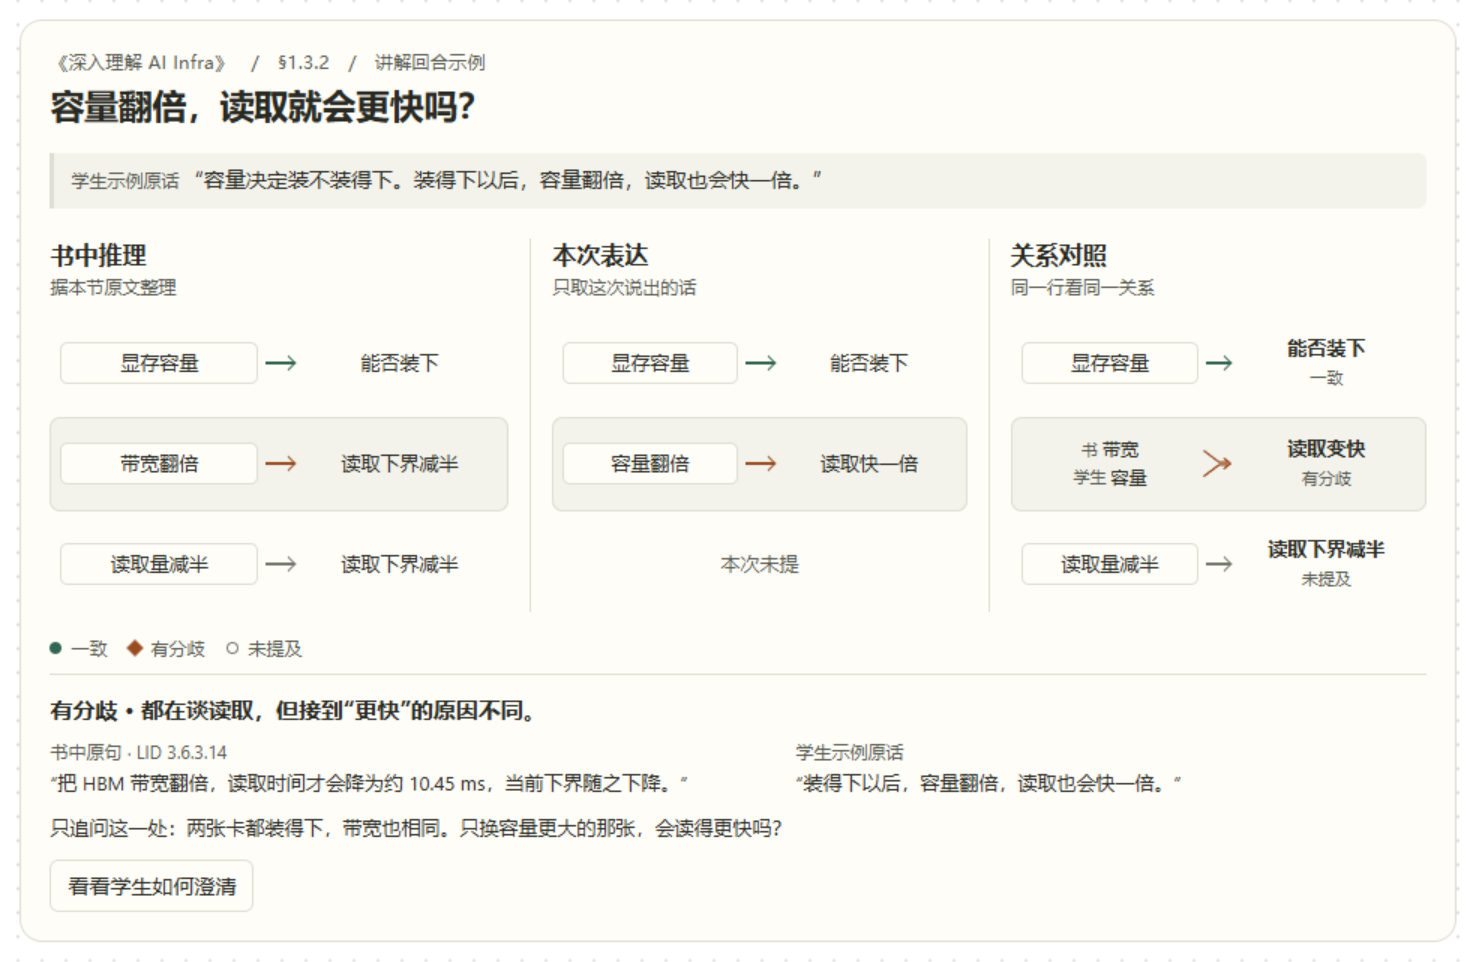 《深入理解 AI Infra》 / §1.3.2 / 讲解回合示例
容量翻倍，读取就会更快吗？
学生示例原话 “容量决定装不装得下。装得下以后，容量翻倍，读取也会快一倍。”
书中推理
据本节原文整理
显存容量 → 能否装下
带宽翻倍 → 读取下界减半
读取量减半 → 读取下界减半
本次表达
只取这次说出的话
显存容量 → 能否装下
容量翻倍 → 读取快一倍
本次未提
关系对照
同一行看同一关系
显存容量 → 能否装下
一致
书 带宽
学生 容量
读取变快
有分歧
读取量减半 → 读取下界减半
未提及
一致 有分歧 未提及
有分歧 · 都在谈读取，但接到“更快”的原因不同。
书中原句 · LID 3.6.3.14
“把 HBM 带宽翻倍，读取时间才会降为约 10.45 ms，当前下界随之下降。”
学生示例原话
“装得下以后，容量翻倍，读取也会快一倍。”
只追问这一处：两张卡都装得下，带宽也相同。只换容量更大的那张，会读得更快吗？
看看学生如何澄清